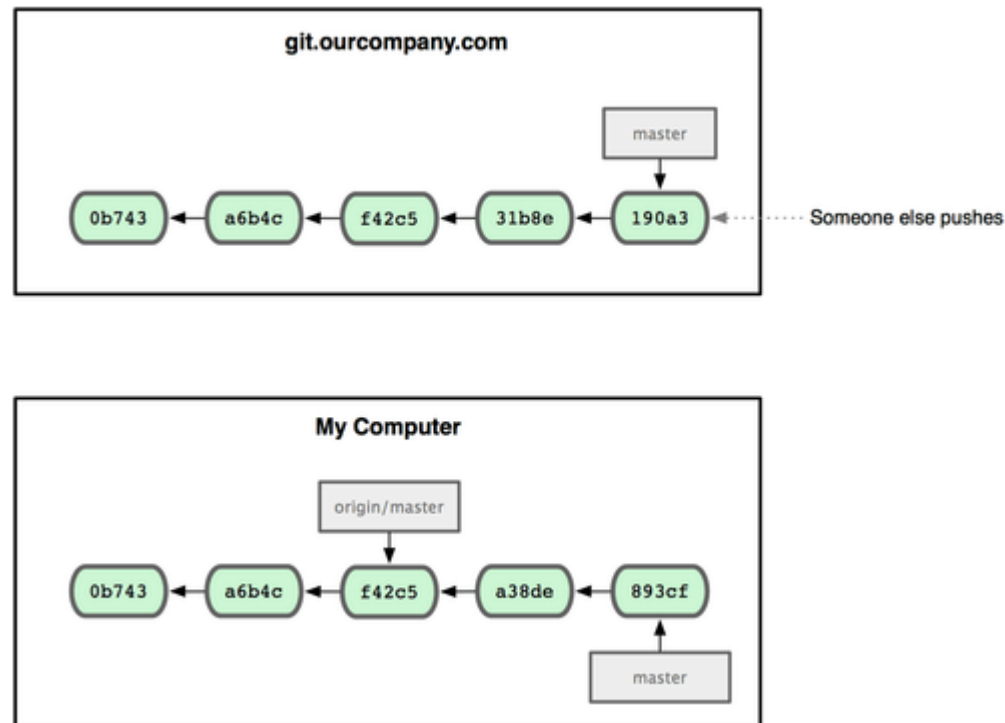 git.ourcompany.com
master
0b743 a6b4c f42c5 31b8e 190a3 Someone else pushes
My Computer
origin/master
0b743 a6b4c f42c5 a38de 893cf
master